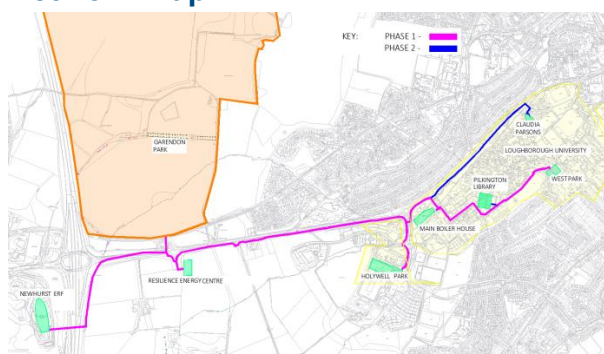 KEY: PHASE 1 -
PHASE 2 -
GARENDON
PARK
CLAUDIA
PARSONS
LOUGHBOROUGH UNIVERSITY
PILKINGTON
LIBRARY
WEST PARK
MAIN BOILER HOUSE
RESILIENCE ENERGY CENTRE
HOLYWELL PARK
NEWHURST ERF